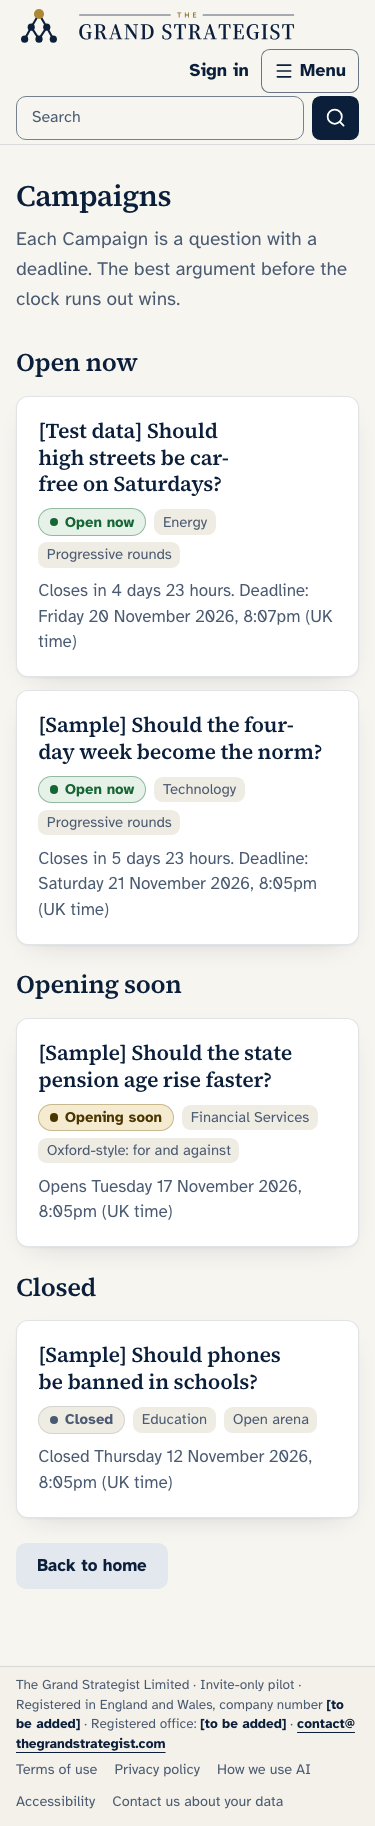 THE
GRAND STRATEGIST
Sign in
Menu
Search
Campaigns
Each Campaign is a question with a
deadline. The best argument before the
clock runs out wins.
Open now
[Test data] Should
high streets be car-
free on Saturdays?
Open now
Energy
Progressive rounds
Closes in 4 days 23 hours. Deadline:
Friday 20 November 2026, 8:07pm (UK
time)
[Sample] Should the four-
day week become the norm?
Open now
Technology
Progressive rounds
Closes in 5 days 23 hours. Deadline:
Saturday 21 November 2026, 8:05pm
(UK time)
Opening soon
[Sample] Should the state
pension age rise faster?
Opening soon
Financial Services
Oxford-style: for and against
Opens Tuesday 17 November 2026,
8:05pm (UK time)
Closed
[Sample] Should phones
be banned in schools?
Closed
Education
Open arena
Closed Thursday 12 November 2026,
8:05pm (UK time)
Back to home
The Grand Strategist Limited · Invite-only pilot ·
Registered in England and Wales, company number [to
be added] · Registered office: [to be added] · contact@
thegrandstrategist.com
Terms of use
Privacy policy
How we use AI
Accessibility
Contact us about your data